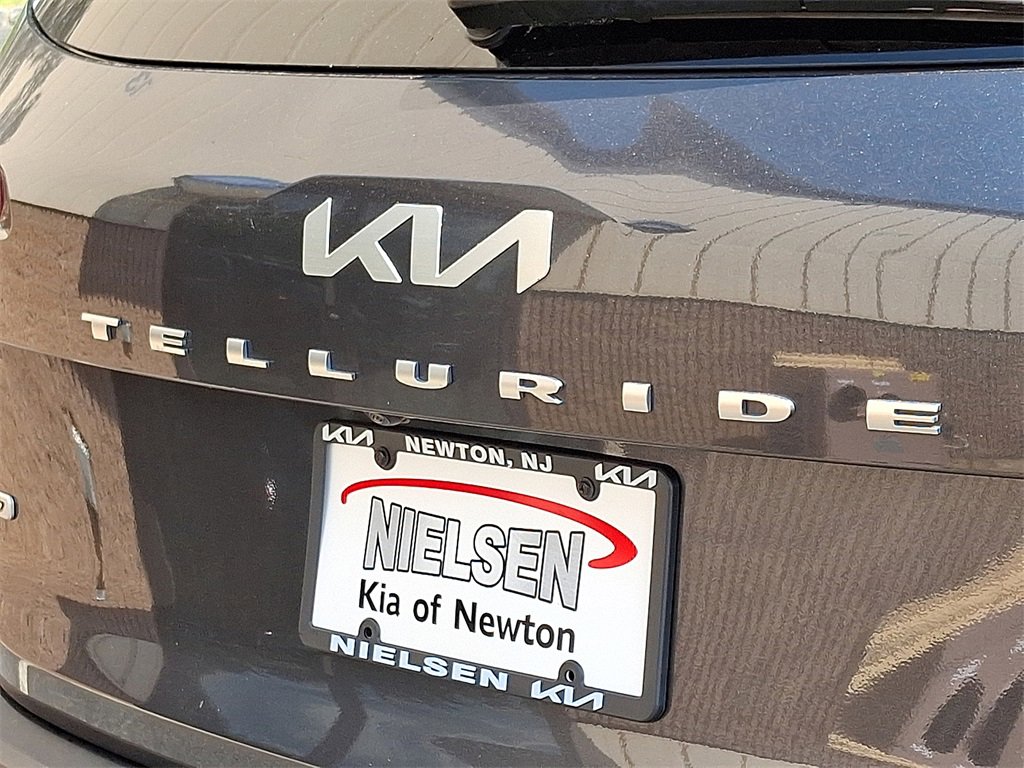 KIA
TELLURIDE
KIA NEWTON, NJ KIA
NIELSEN
Kia of Newton
NIELSEN KIA